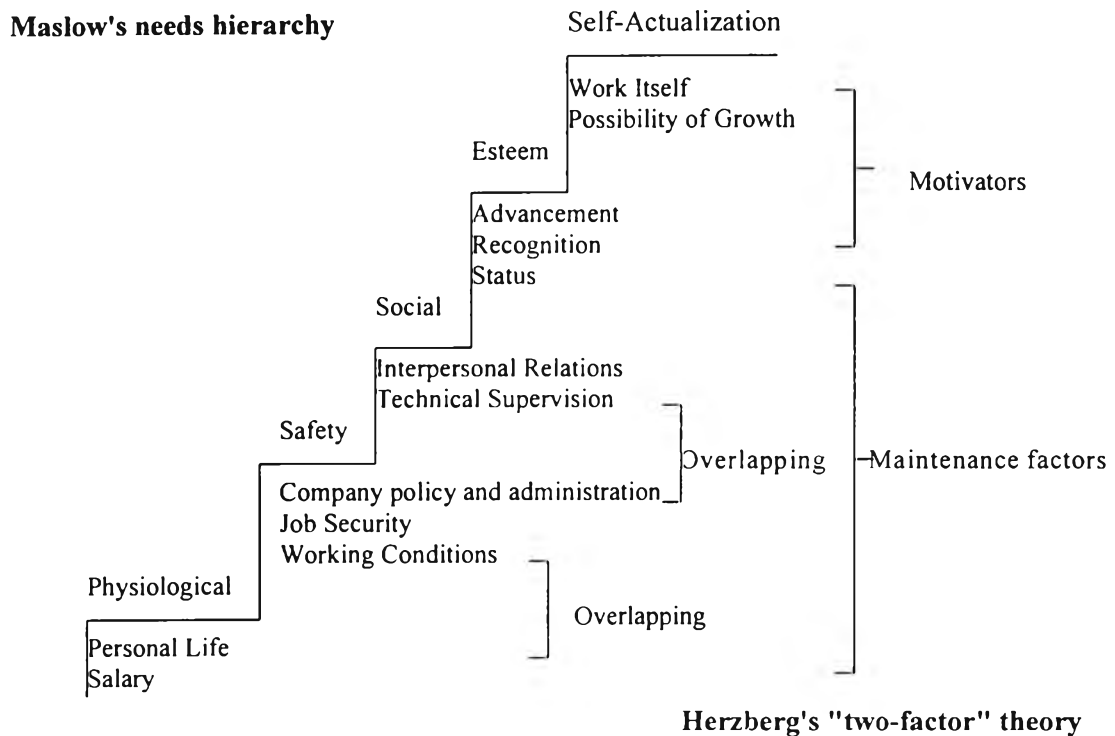 Maslow's needs hierarchy
Self-Actualization
Work Itself
Possibility of Growth
Esteem
Motivators
Advancement
Recognition
Status
Social
Interpersonal Relations
Technical Supervision
Safety
Overlapping
Maintenance factors
Company policy and administration
Job Security
Working Conditions
Physiological
Overlapping
Personal Life
Salary
Herzberg's "two-factor" theory